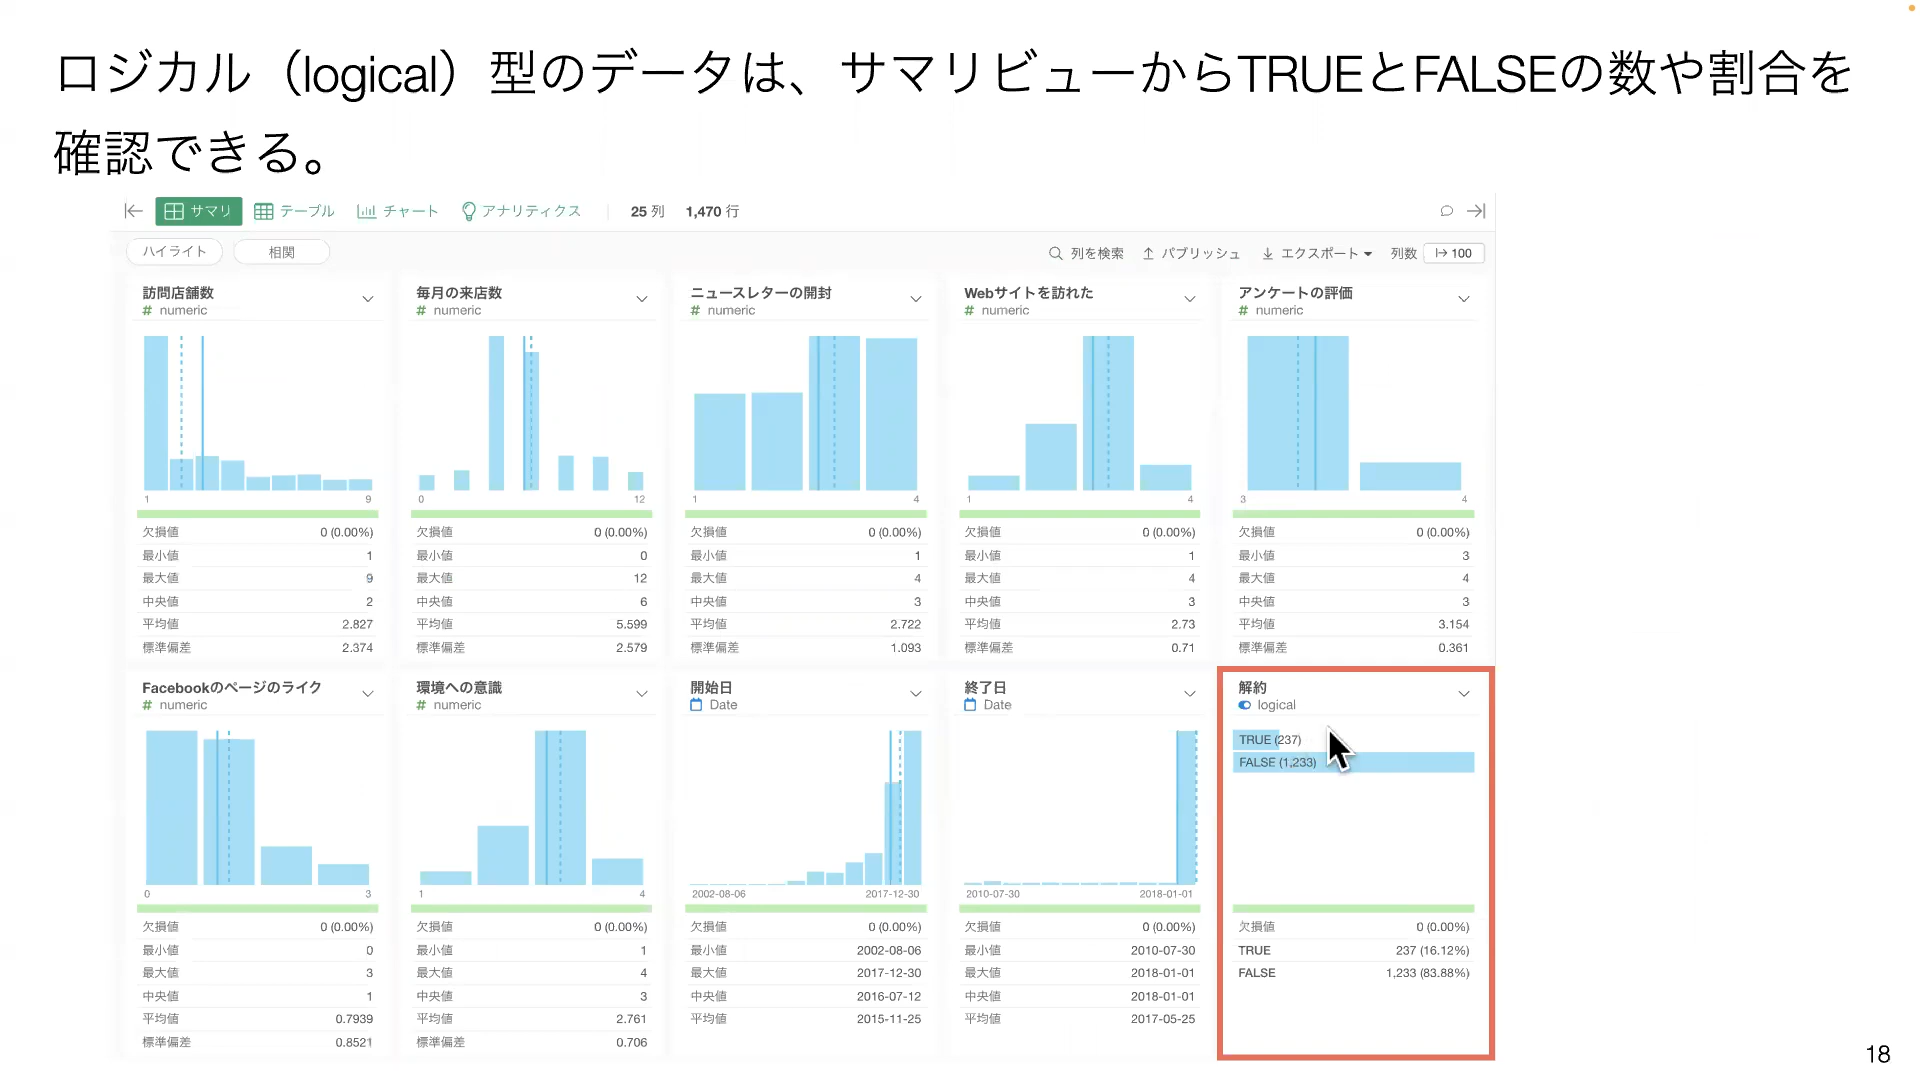 ロジカル（logical）型のデータは、サマリビューからTRUEとFALSEの数や割合を
確認できる。
サマリ テーブル チャート アナリティクス 25 列 1,470 行
ハイライト 相関 列を検索 パブリッシュ エクスポート 列数 100
訪問店舗数
# numeric
1 9
欠損値 0 (0.00%)
最小値 1
最大値 9
中央値 2
平均値 2.827
標準偏差 2.374
毎月の来店数
# numeric
0 12
欠損値 0 (0.00%)
最小値 0
最大値 12
中央値 6
平均値 5.599
標準偏差 2.579
ニュースレターの開封
# numeric
1 4
欠損値 0 (0.00%)
最小値 1
最大値 4
中央値 3
平均値 2.722
標準偏差 1.093
Webサイトを訪れた
# numeric
1 4
欠損値 0 (0.00%)
最小値 1
最大値 4
中央値 3
平均値 2.73
標準偏差 0.71
アンケートの評価
# numeric
3 4
欠損値 0 (0.00%)
最小値 3
最大値 4
中央値 3
平均値 3.154
標準偏差 0.361
Facebookのページのライク
# numeric
0 3
欠損値 0 (0.00%)
最小値 0
最大値 3
中央値 1
平均値 0.7939
標準偏差 0.8521
環境への意識
# numeric
1 4
欠損値 0 (0.00%)
最小値 1
最大値 4
中央値 3
平均値 2.761
標準偏差 0.706
開始日
Date
2002-08-06 2017-12-30
欠損値 0 (0.00%)
最小値 2002-08-06
最大値 2017-12-30
中央値 2016-07-12
平均値 2015-11-25
終了日
Date
2010-07-30 2018-01-01
欠損値 0 (0.00%)
最小値 2010-07-30
最大値 2018-01-01
中央値 2018-01-01
平均値 2017-05-25
解約
logical
TRUE (237)
FALSE (1,233)
欠損値 0 (0.00%)
TRUE 237 (16.12%)
FALSE 1,233 (83.88%)
18